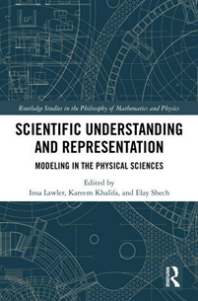 Routledge Studies in the Philosophy of Mathematics and Physics
SCIENTIFIC UNDERSTANDING
AND REPRESENTATION
MODELING IN THE PHYSICAL SCIENCES
Edited by
Insa Lawler, Kareem Khalifa, and Elay Shech
R